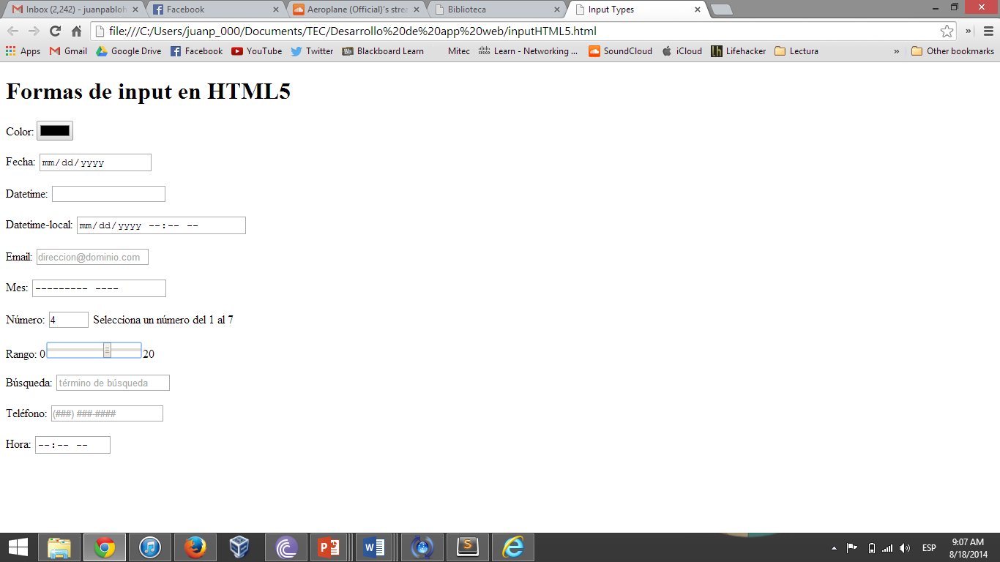 Inbox (2,242) - juanpabloh
Facebook
Aeroplane (Official)'s strea
Biblioteca
Input Types
file:///C:/Users/juanp_000/Documents/TEC/Desarrollo%20de%20app%20web/inputHTML5.html
Apps Gmail Google Drive Facebook YouTube Twitter Bb Blackboard Learn Mitec cisco Learn - Networking ... SoundCloud iCloud lh Lifehacker Lectura » Other bookmarks
Formas de input en HTML5
Color:
Fecha: mm/dd/yyyy
Datetime:
Datetime-local: mm/dd/yyyy --:-- --
Email: direccion@dominio.com
Mes: --------- ----
Número: 4 Selecciona un número del 1 al 7
Rango: 0 20
Búsqueda: término de búsqueda
Teléfono: (###) ###-####
Hora: --:-- --
ESP
9:07 AM
8/18/2014